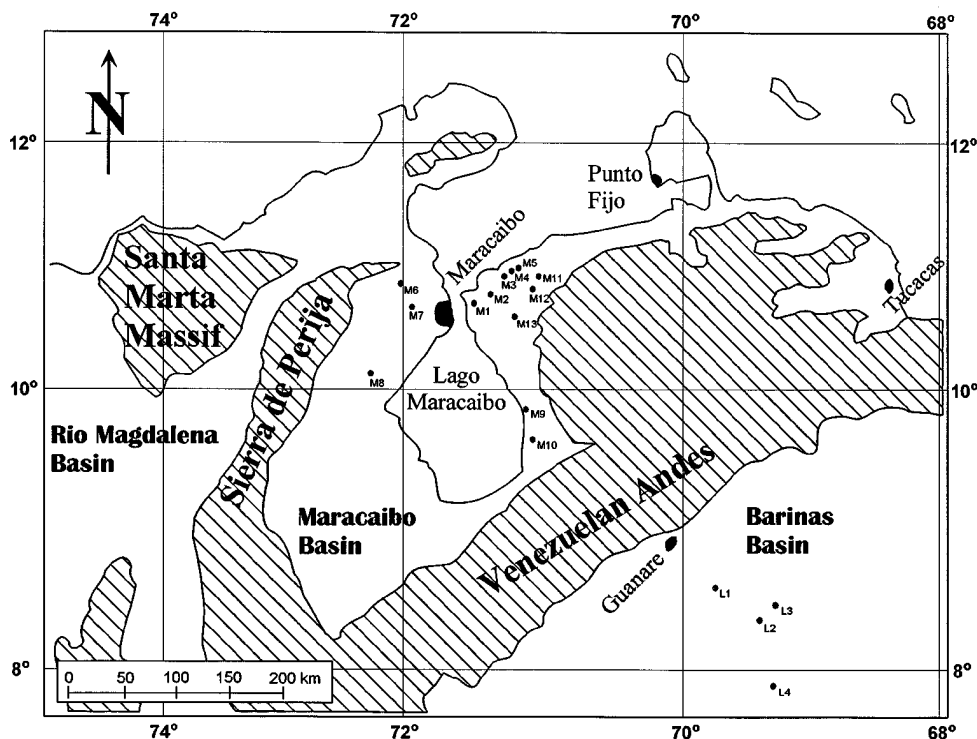 74°
72°
70°
68°
N
12°
12°
Punto
Fijo
Maracaibo
Santa
Marta
Massif
Tucacas
M5
M4
M11
M3
M6
M2
M12
M7
M1
M13
Sierra de Perija
10°
10°
Lago
Maracaibo
M8
M9
M10
Rio Magdalena
Basin
Venezuelan Andes
Maracaibo
Basin
Barinas
Basin
Guanare
L1
L3
L2
L4
8°
8°
0 50 100 150 200 km
74°
72°
70°
68°